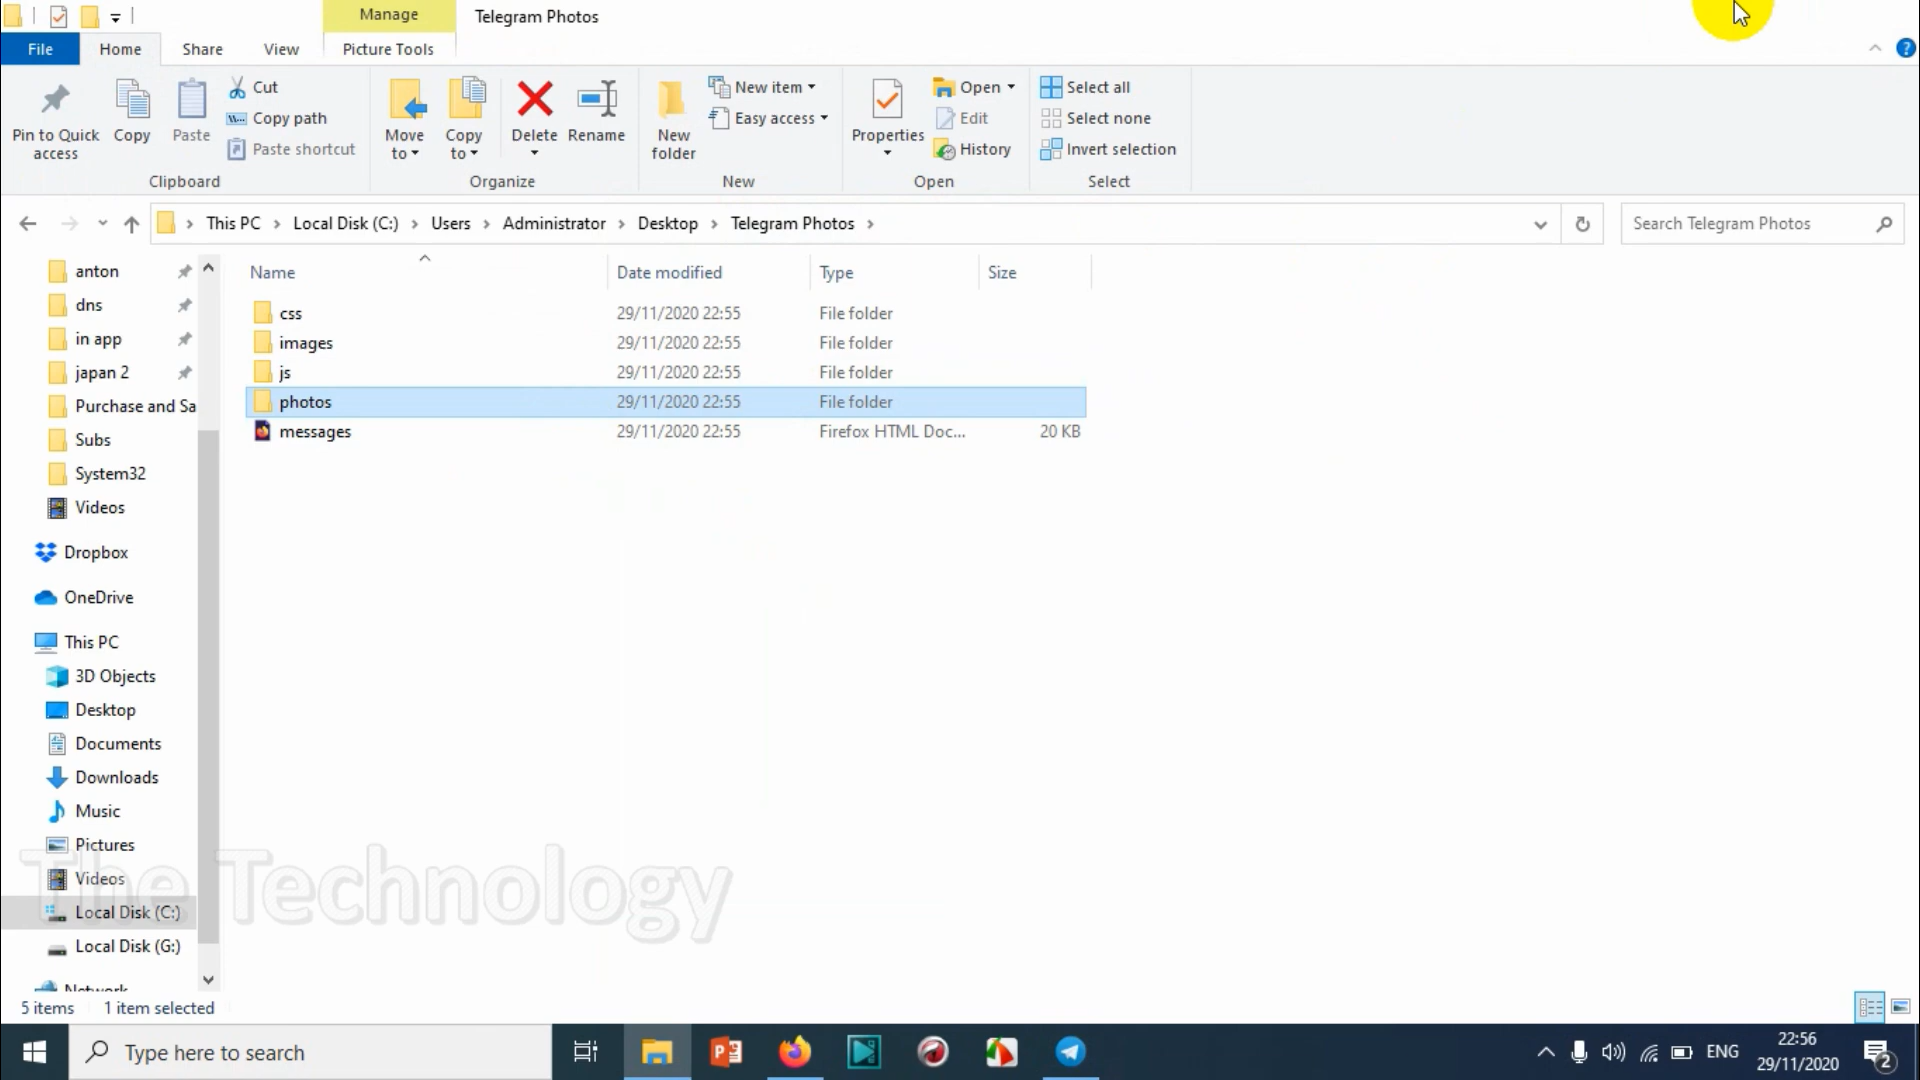 Manage
Telegram Photos
File
Home
Share
View
Picture Tools
Pin to Quick access
Copy
Paste
Cut
Copy path
Paste shortcut
Clipboard
Move to
Copy to
Delete
Rename
Organize
New folder
New item
Easy access
New
Properties
Open
Edit
History
Open
Select all
Select none
Invert selection
Select
This PC
Local Disk (C:)
Users
Administrator
Desktop
Telegram Photos
Search Telegram Photos
Name
Date modified
Type
Size
css 29/11/2020 22:55 File folder
images 29/11/2020 22:55 File folder
js 29/11/2020 22:55 File folder
photos 29/11/2020 22:55 File folder
messages 29/11/2020 22:55 Firefox HTML Doc... 20 KB
anton
dns
in app
japan 2
Purchase and Sa
Subs
System32
Videos
Dropbox
OneDrive
This PC
3D Objects
Desktop
Documents
Downloads
Music
Pictures
Videos
Local Disk (C:)
Local Disk (G:)
Network
The Technology
5 items
1 item selected
Type here to search
ENG
22:56
29/11/2020
2